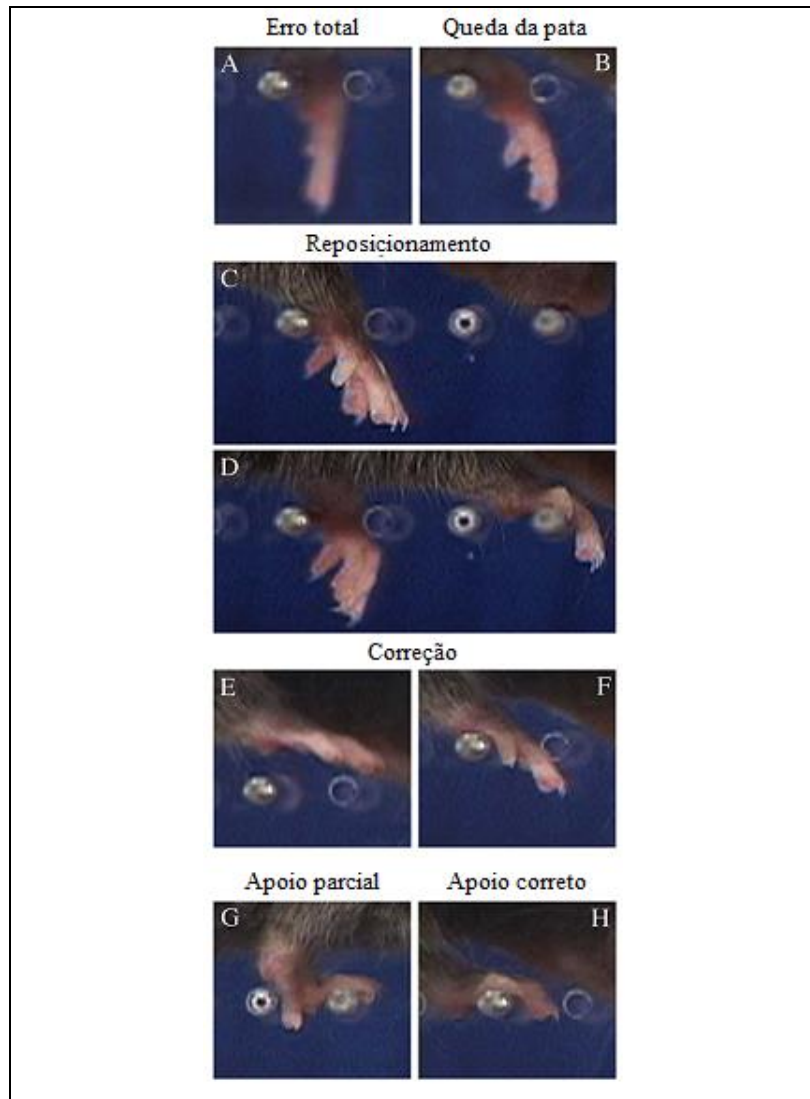 Erro total Queda da pata
A B
Reposicionamento
C
D
Correção
E F
Apoio parcial Apoio correto
G H